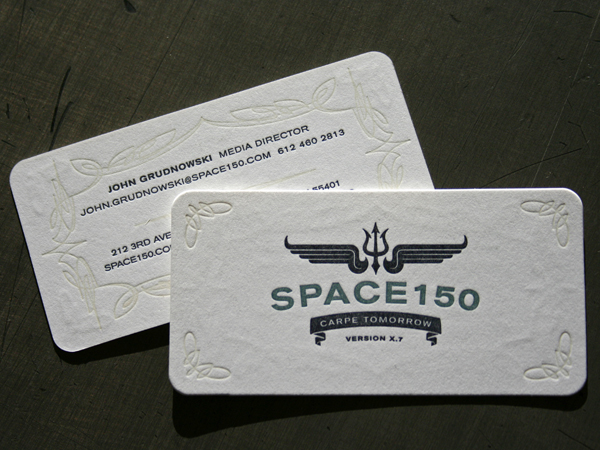 JOHN GRUDNOWSKI MEDIA DIRECTOR
JOHN.GRUDNOWSKI@SPACE150.COM 612 460 2813
212 3RD AVE 55401
SPACE150.CO
SPACE150
CARPE TOMORROW
VERSION X.7